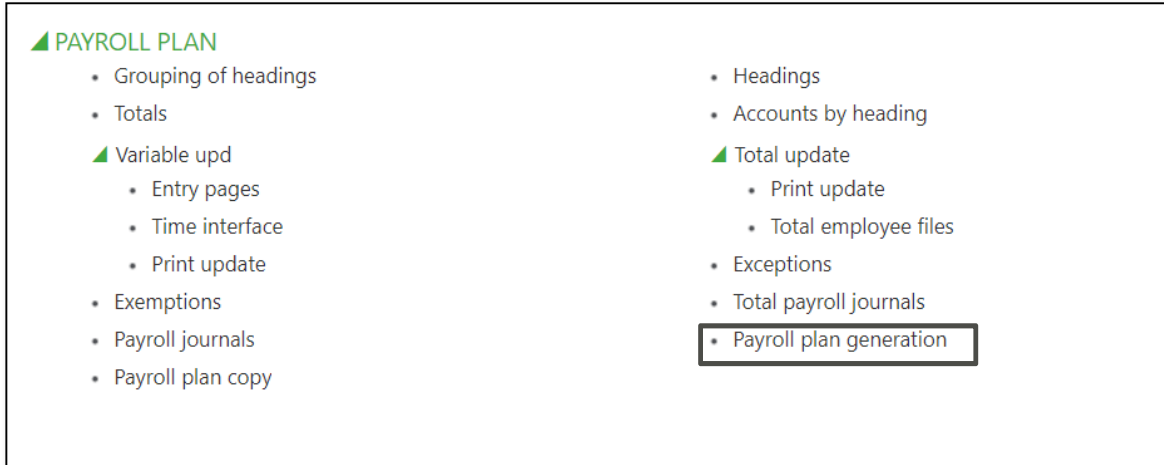 PAYROLL PLAN
Grouping of headings
Headings
Totals
Accounts by heading
Variable upd
Total update
Entry pages
Print update
Time interface
Total employee files
Print update
Exceptions
Exemptions
Total payroll journals
Payroll journals
Payroll plan generation
Payroll plan copy